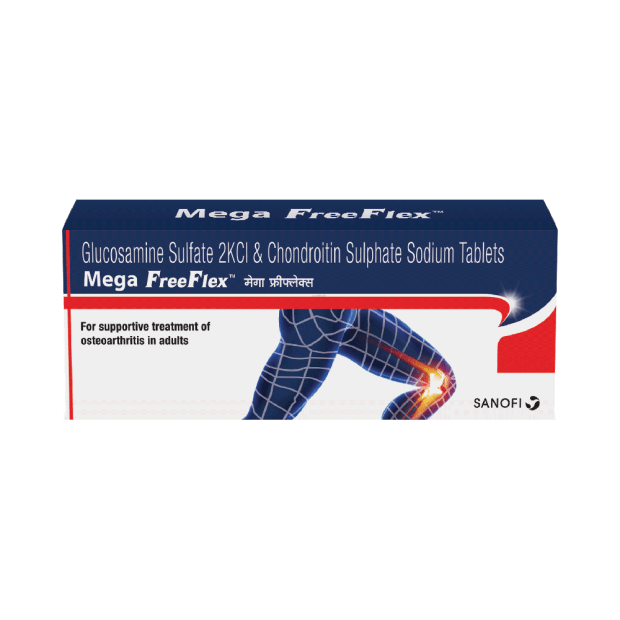 Mega FreeFlex™
Glucosamine Sulfate 2KCl & Chondroitin Sulphate Sodium Tablets
Mega FreeFlex™ मेगा फ्रीफ्लेक्स
For supportive treatment of
osteoarthritis in adults
SANOFI